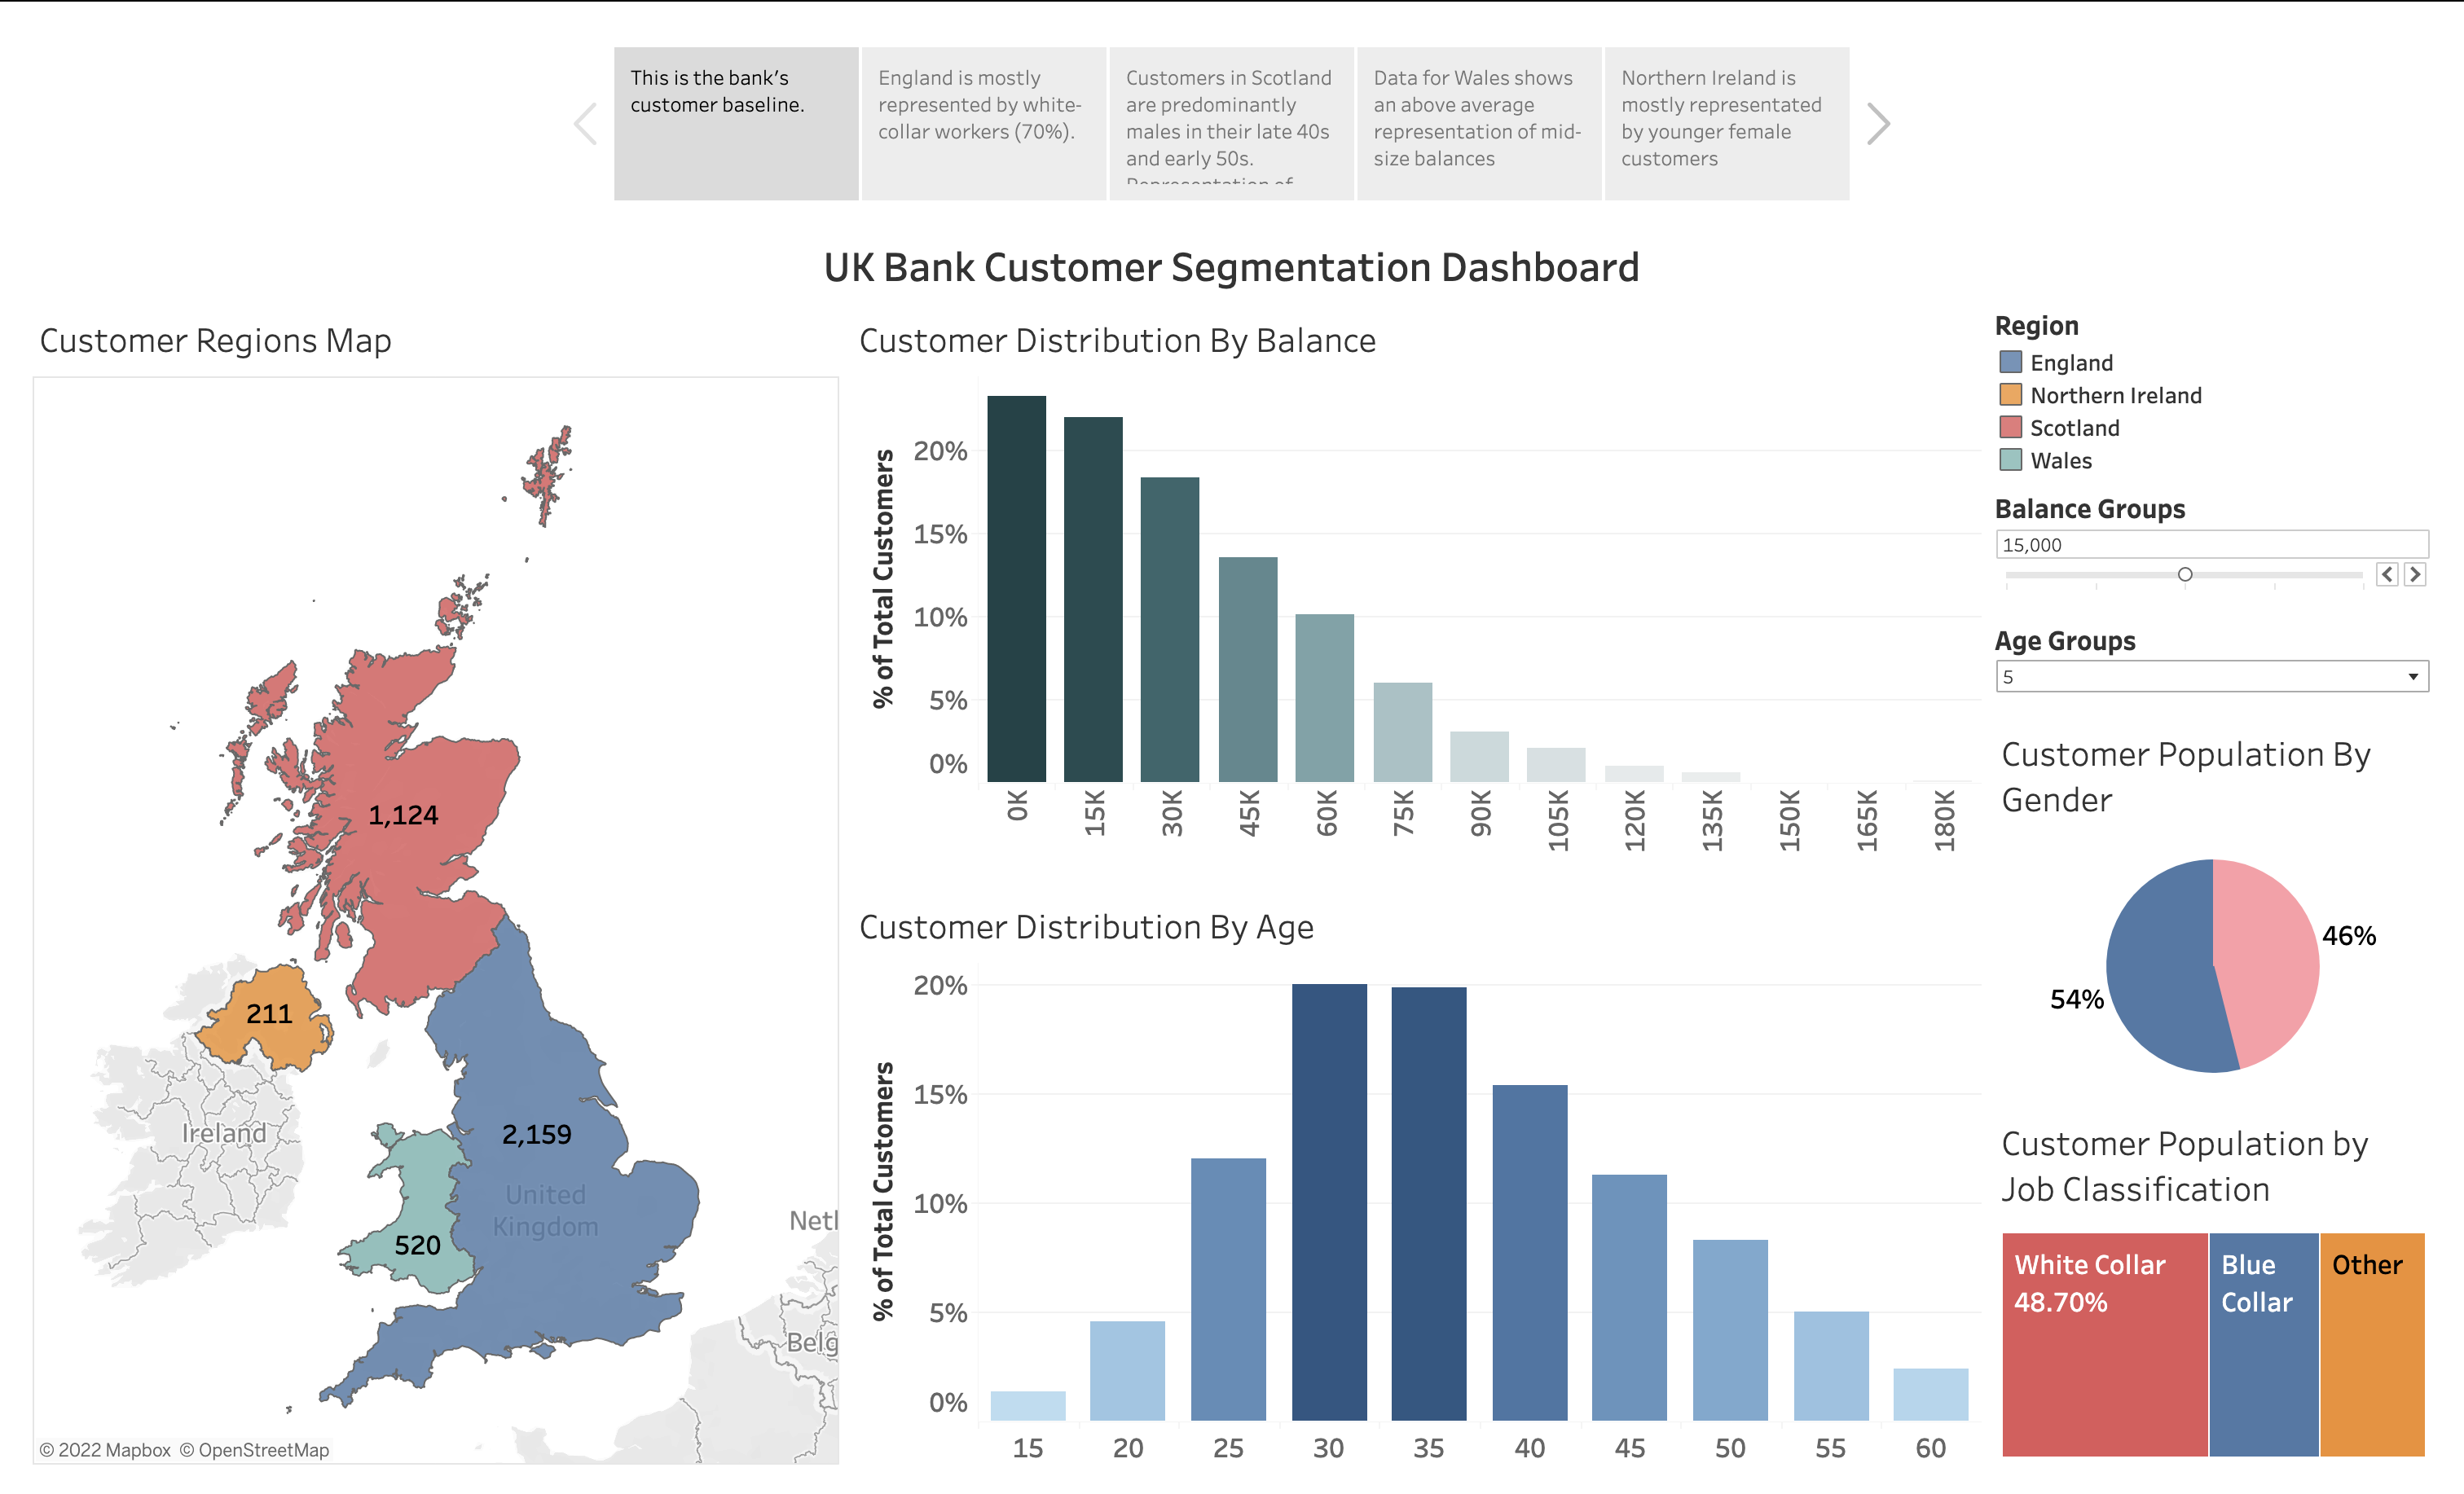 This is the bank’s
customer baseline.
England is mostly
represented by white-
collar workers (70%).
Customers in Scotland
are predominantly
males in their late 40s
and early 50s.
Representation of
Data for Wales shows
an above average
representation of mid-
size balances
Northern Ireland is
mostly representated
by younger female
customers
UK Bank Customer Segmentation Dashboard
Customer Regions Map
1,124
211
Ireland
2,159
United
Kingdom
520
Netl
Belg
© 2022 Mapbox © OpenStreetMap
Customer Distribution By Balance
% of Total Customers
20%
15%
10%
5%
0%
0K 15K 30K 45K 60K 75K 90K 105K 120K 135K 150K 165K 180K
Customer Distribution By Age
% of Total Customers
20%
15%
10%
5%
0%
15 20 25 30 35 40 45 50 55 60
Region
England
Northern Ireland
Scotland
Wales
Balance Groups
15,000
Age Groups
5
Customer Population By
Gender
46%
54%
Customer Population by
Job Classification
White Collar
48.70%
Blue
Collar
Other